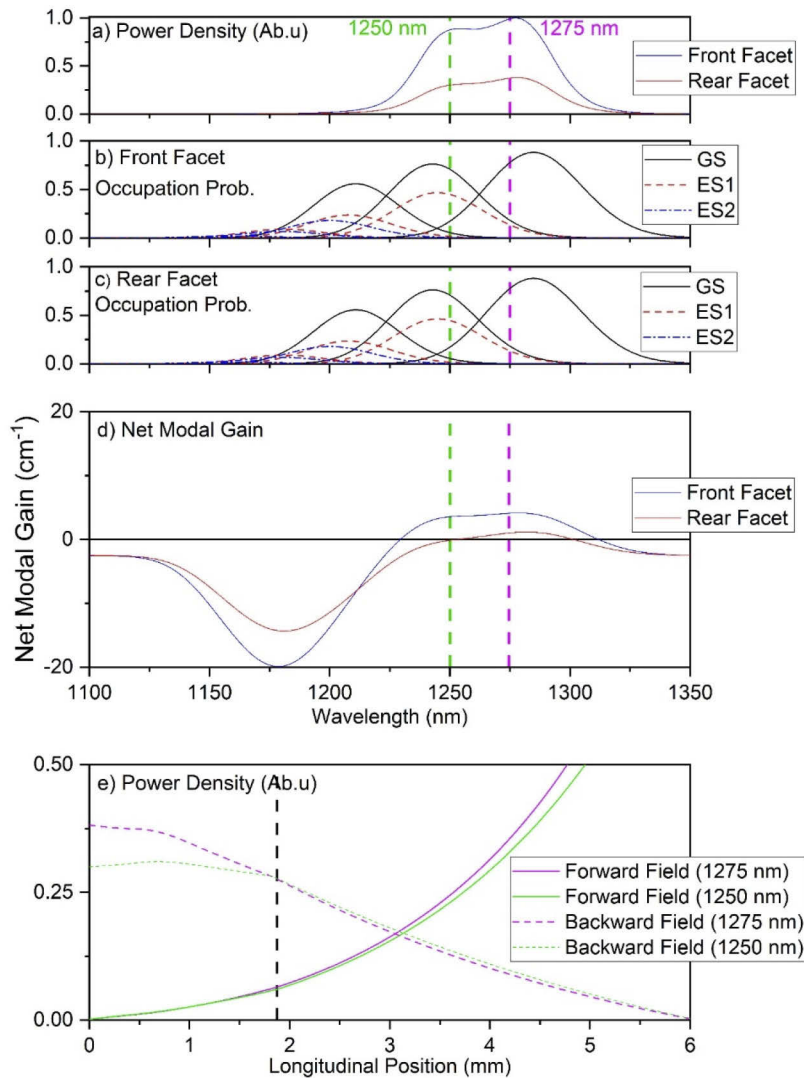 a) Power Density (Ab.u)
1250 nm
1275 nm
Front Facet
Rear Facet
1.0
0.5
0.0
b) Front Facet
Occupation Prob.
GS
ES1
ES2
1.0
0.5
0.0
c) Rear Facet
Occupation Prob.
GS
ES1
ES2
1.0
0.5
0.0
d) Net Modal Gain
Front Facet
Rear Facet
Net Modal Gain (cm⁻¹)
20
0
-20
1100 1150 1200 1250 1300 1350
Wavelength (nm)
e) Power Density (Ab.u)
0.50
0.25
0.00
Forward Field (1275 nm)
Forward Field (1250 nm)
Backward Field (1275 nm)
Backward Field (1250 nm)
0 1 2 3 4 5 6
Longitudinal Position (mm)